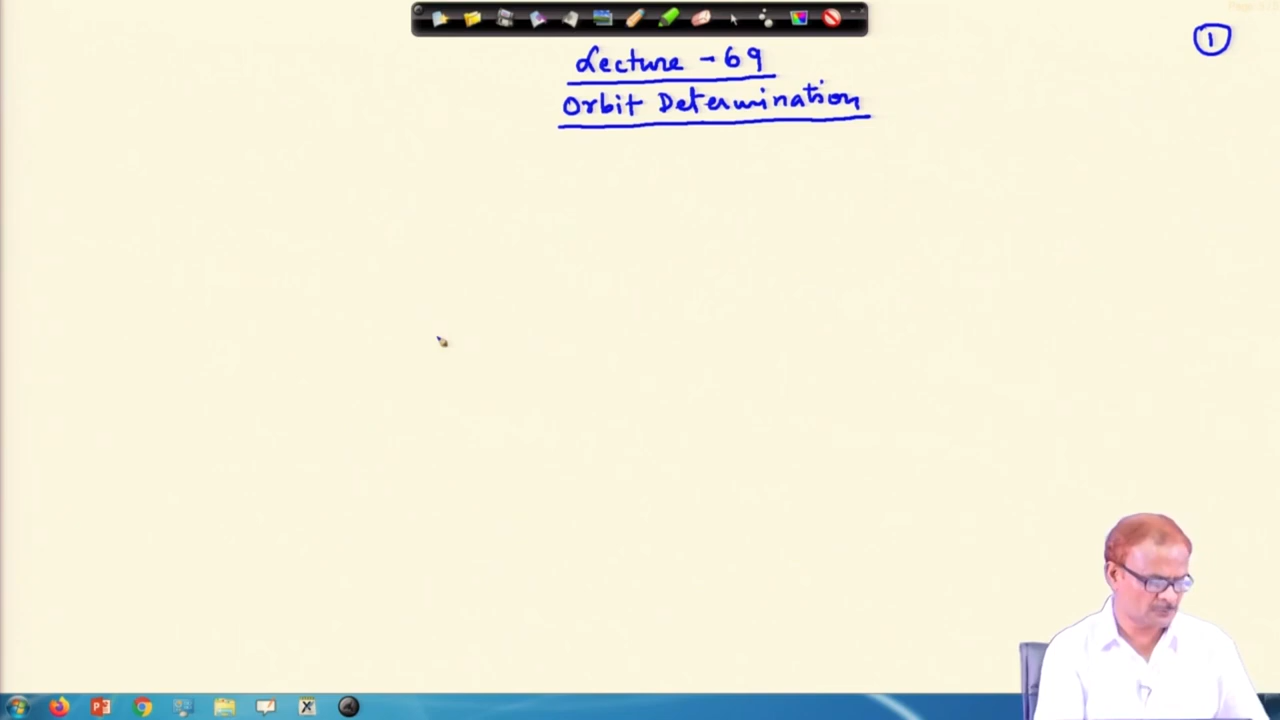 Lecture - 69
Orbit Determination
1